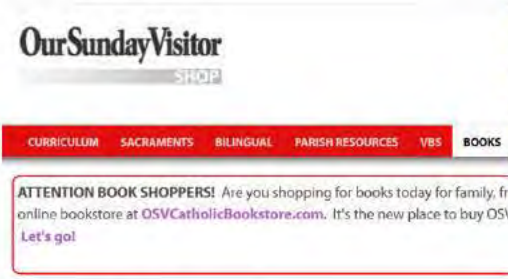 OurSundayVisitor
SHOP
CURRICULUM SACRAMENTS BILINGUAL PARISH RESOURCES VBS BOOKS
ATTENTION BOOK SHOPPERS! Are you shopping for books today for family, fr
online bookstore at OSVCatholicBookstore.com. It's the new place to buy OSV
Let's go!